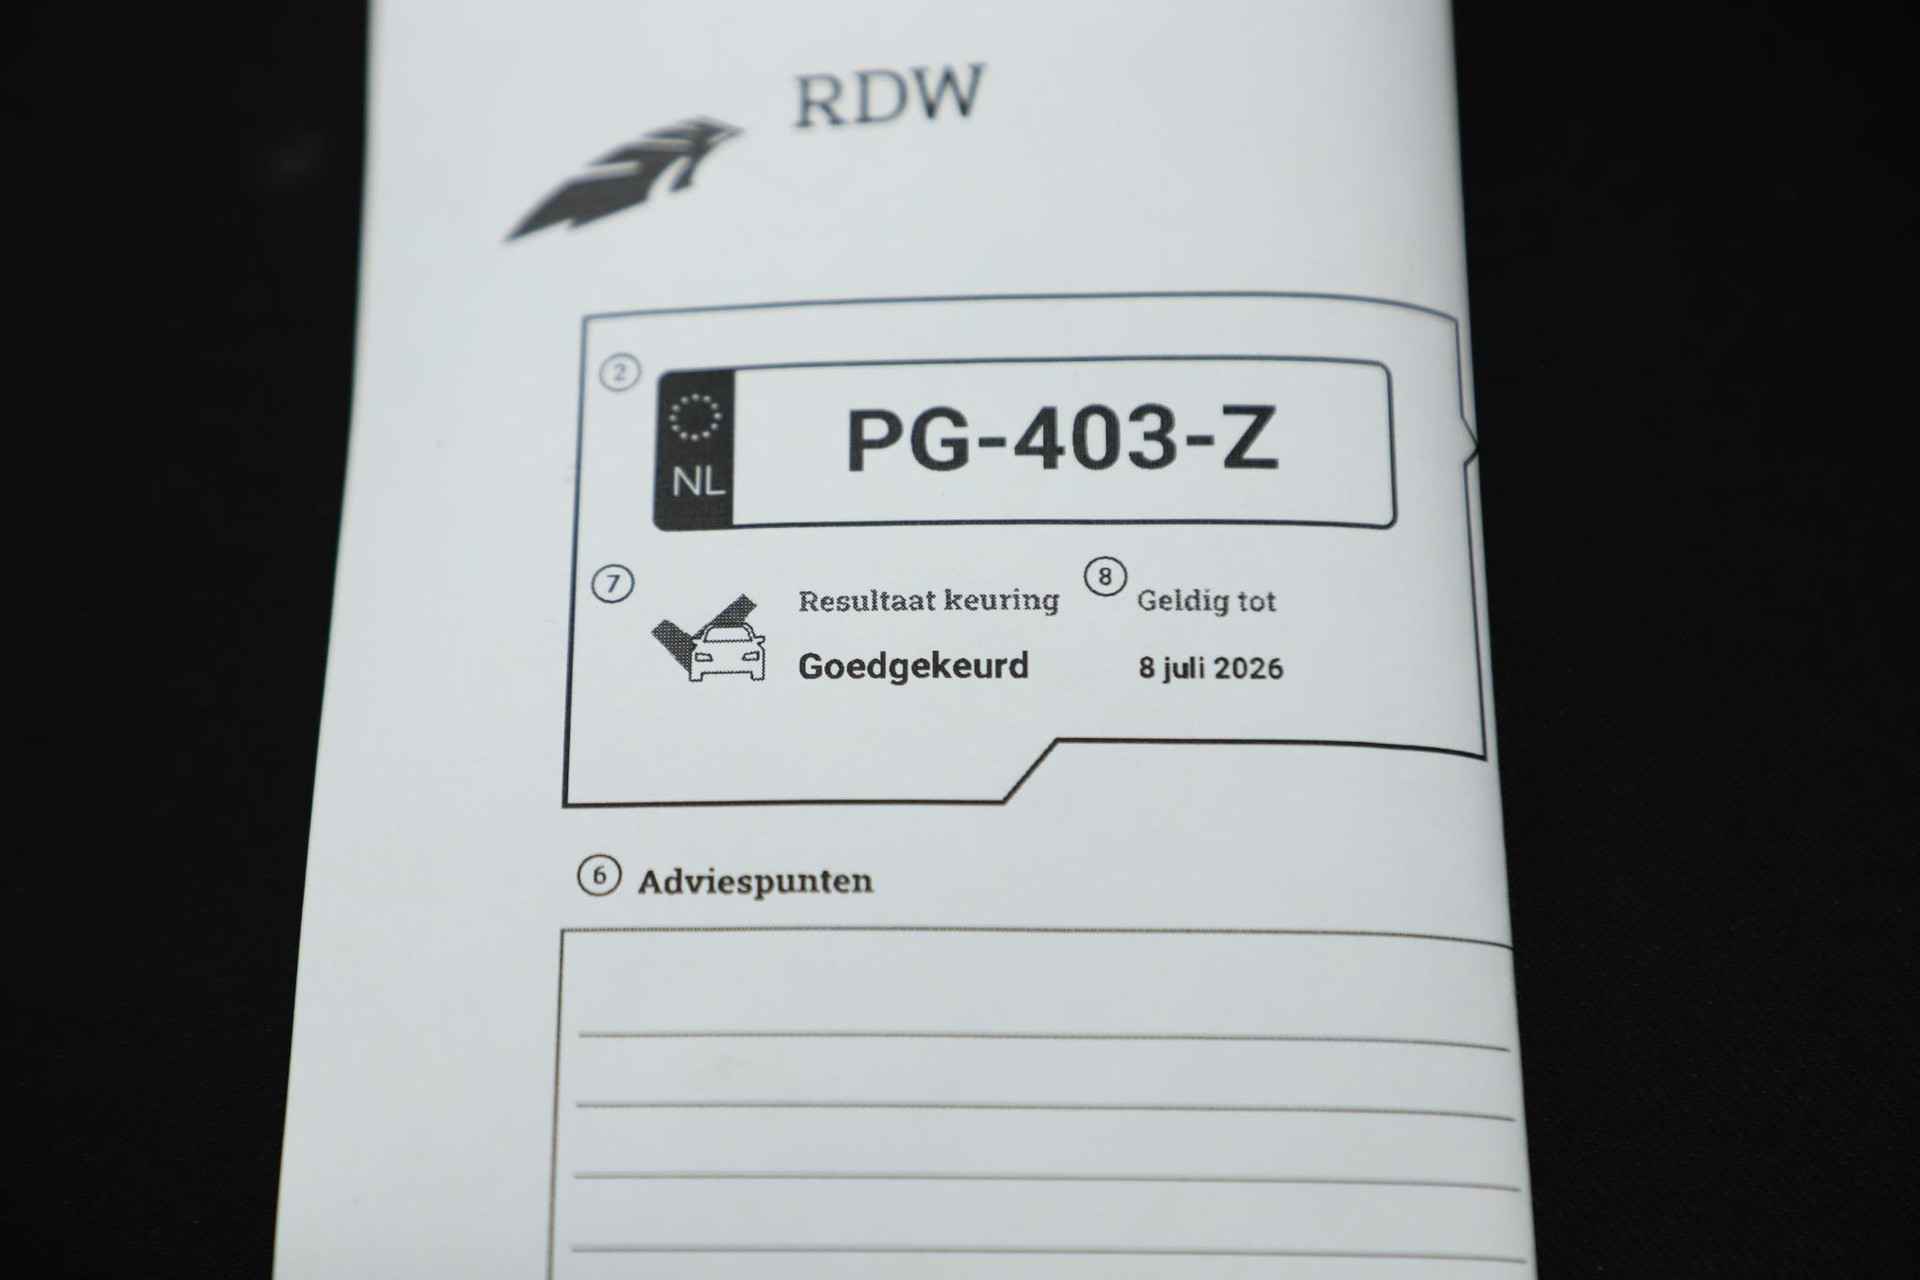 RDW
2
NL
PG-403-Z
7
Resultaat keuring
8
Geldig tot
Goedgekeurd
8 juli 2026
6 Adviespunten